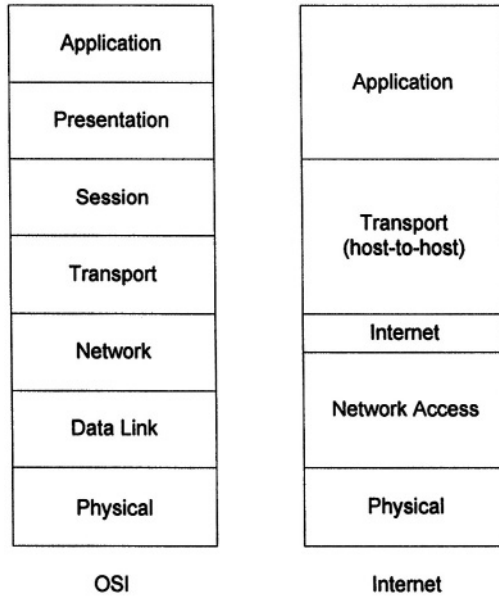 Application
Presentation
Session
Transport
Network
Data Link
Physical
OSI
Application
Transport
(host-to-host)
Internet
Network Access
Physical
Internet